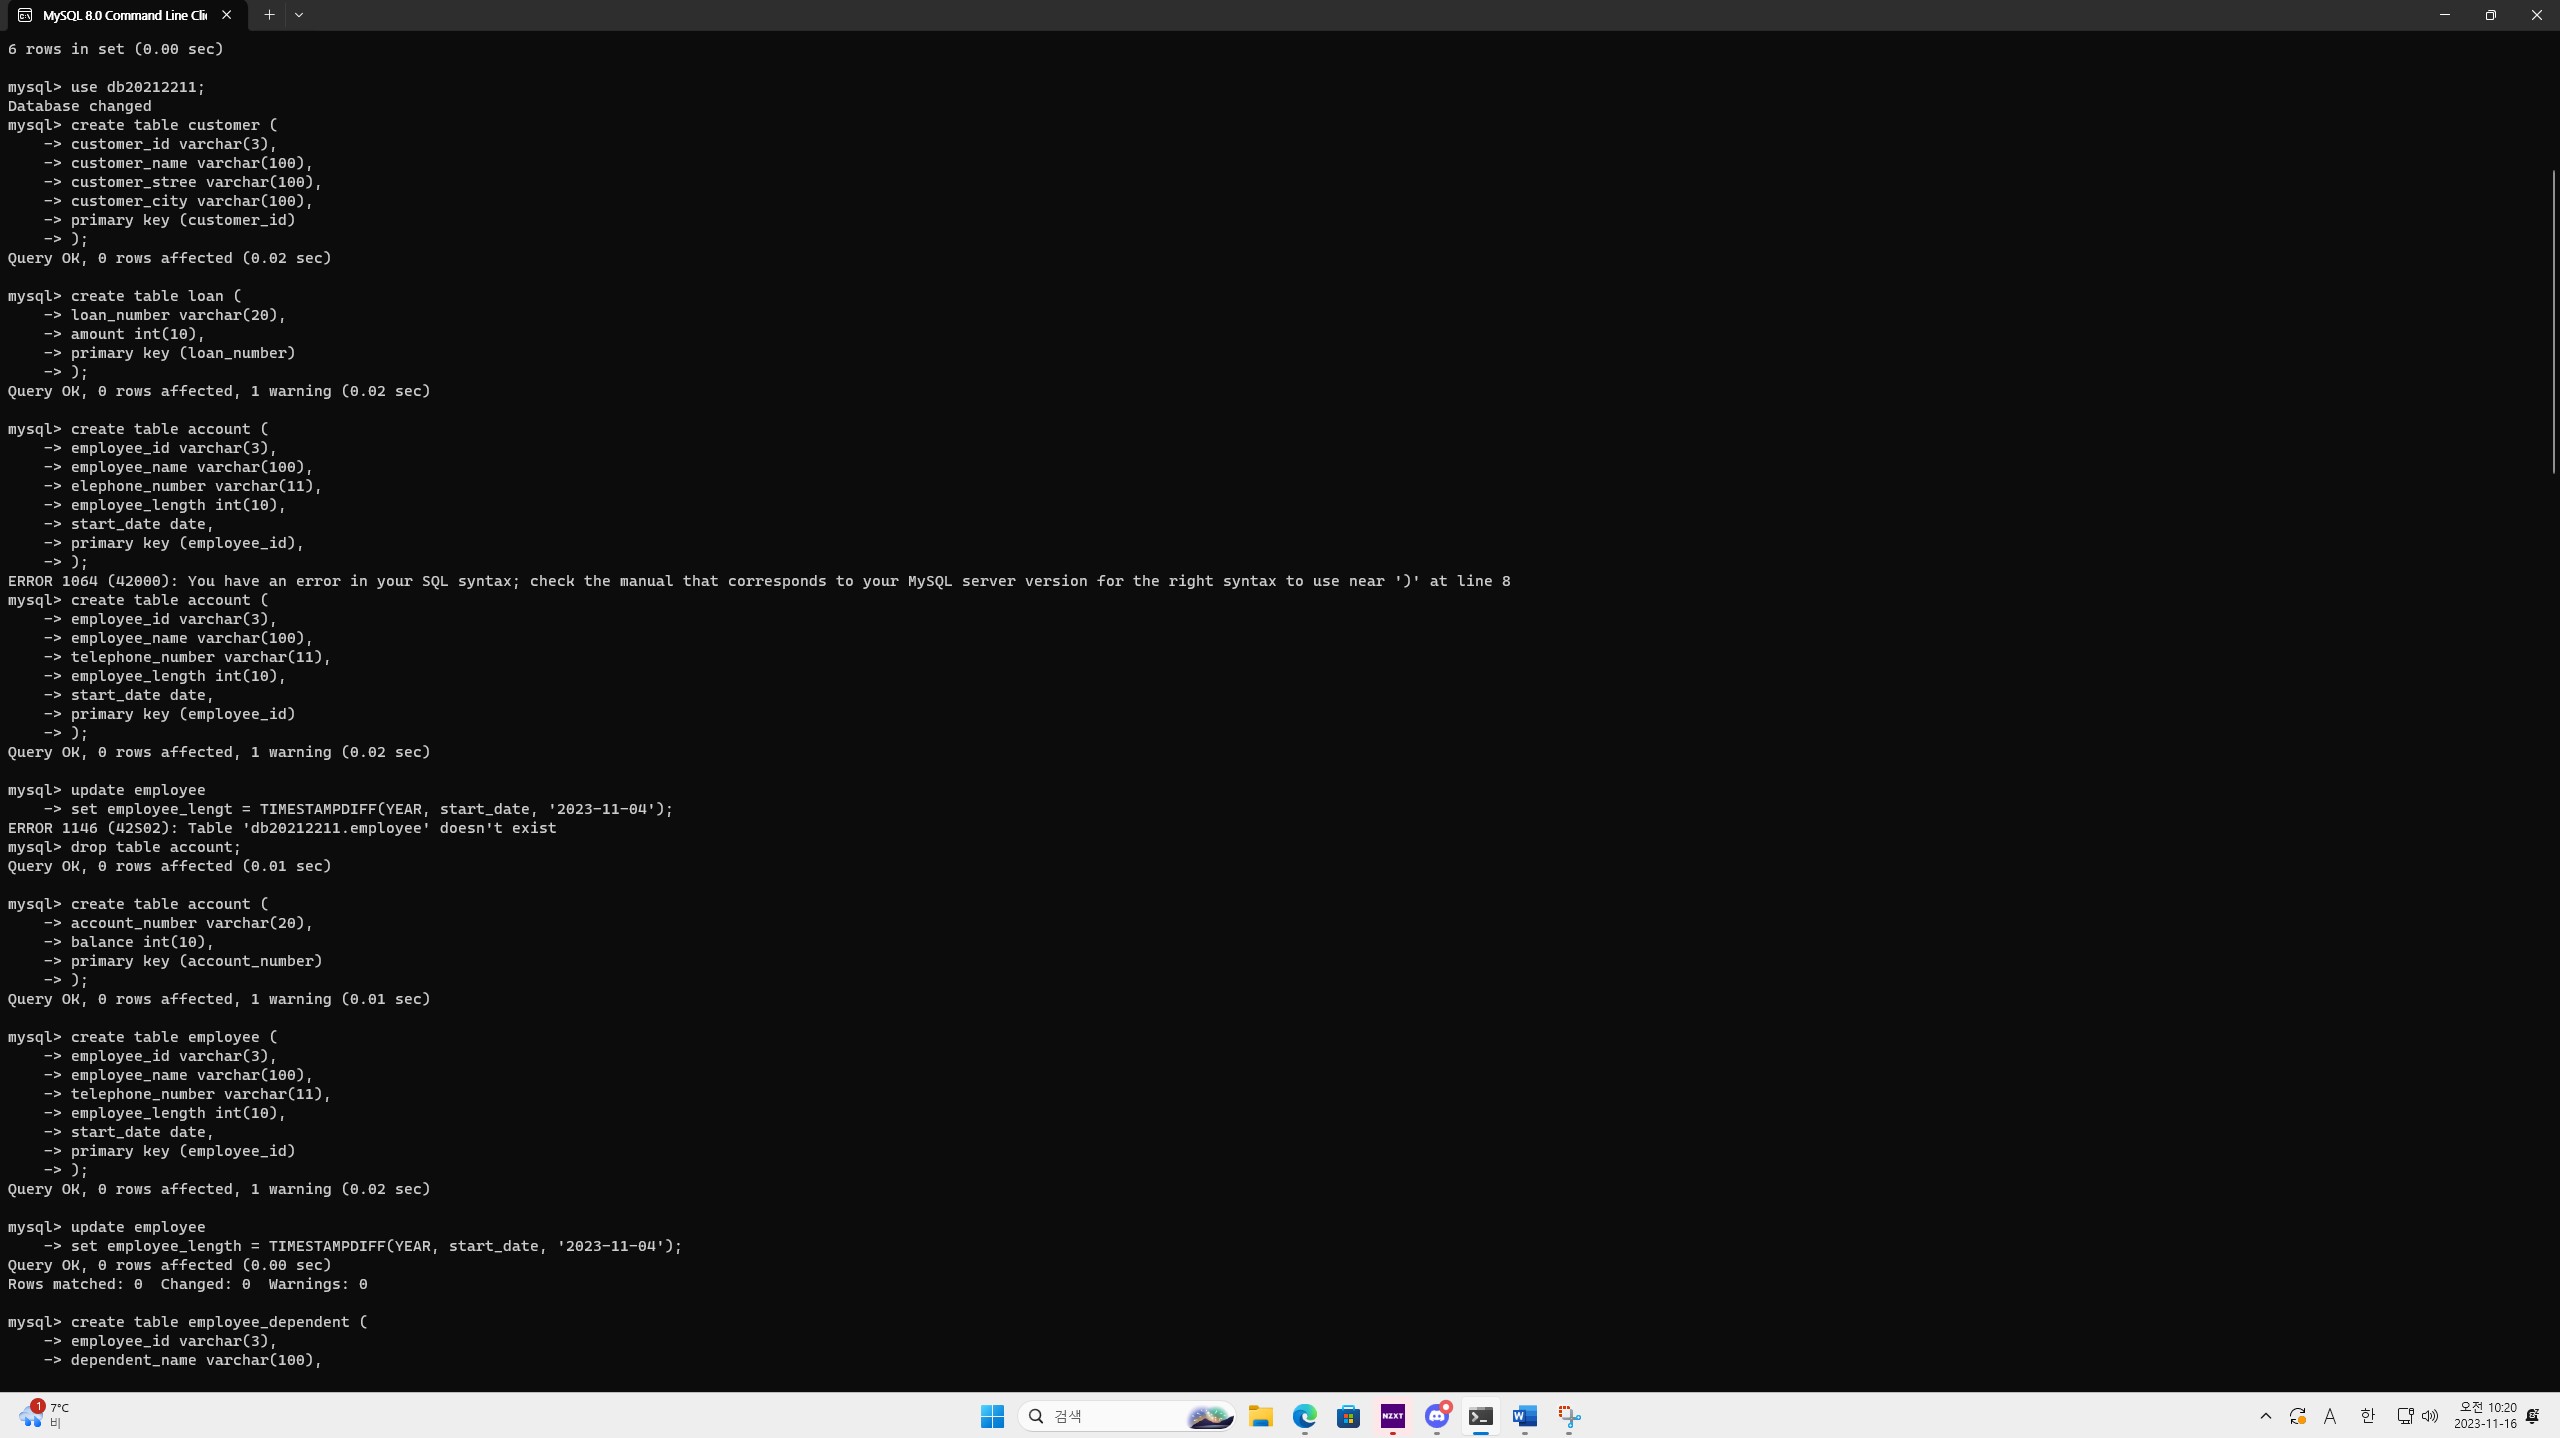 MySQL 8.0 Command Line Cli
6 rows in set (0.00 sec)
mysql> use db20212211;
Database changed
mysql> create table customer (
    -> customer_id varchar(3),
    -> customer_name varchar(100),
    -> customer_stree varchar(100),
    -> customer_city varchar(100),
    -> primary key (customer_id)
    -> );
Query OK, 0 rows affected (0.02 sec)
mysql> create table loan (
    -> loan_number varchar(20),
    -> amount int(10),
    -> primary key (loan_number)
    -> );
Query OK, 0 rows affected, 1 warning (0.02 sec)
mysql> create table account (
    -> employee_id varchar(3),
    -> employee_name varchar(100),
    -> elephone_number varchar(11),
    -> employee_length int(10),
    -> start_date date,
    -> primary key (employee_id),
    -> );
ERROR 1064 (42000): You have an error in your SQL syntax; check the manual that corresponds to your MySQL server version for the right syntax to use near ')' at line 8
mysql> create table account (
    -> employee_id varchar(3),
    -> employee_name varchar(100),
    -> telephone_number varchar(11),
    -> employee_length int(10),
    -> start_date date,
    -> primary key (employee_id)
    -> );
Query OK, 0 rows affected, 1 warning (0.02 sec)
mysql> update employee
    -> set employee_lengt = TIMESTAMPDIFF(YEAR, start_date, '2023-11-04');
ERROR 1146 (42S02): Table 'db20212211.employee' doesn't exist
mysql> drop table account;
Query OK, 0 rows affected (0.01 sec)
mysql> create table account (
    -> account_number varchar(20),
    -> balance int(10),
    -> primary key (account_number)
    -> );
Query OK, 0 rows affected, 1 warning (0.01 sec)
mysql> create table employee (
    -> employee_id varchar(3),
    -> employee_name varchar(100),
    -> telephone_number varchar(11),
    -> employee_length int(10),
    -> start_date date,
    -> primary key (employee_id)
    -> );
Query OK, 0 rows affected, 1 warning (0.02 sec)
mysql> update employee
    -> set employee_length = TIMESTAMPDIFF(YEAR, start_date, '2023-11-04');
Query OK, 0 rows affected (0.00 sec)
Rows matched: 0  Changed: 0  Warnings: 0
mysql> create table employee_dependent (
    -> employee_id varchar(3),
    -> dependent_name varchar(100),
1
7°C
비
검색
NZXT
A
한
오전 10:20
2023-11-16